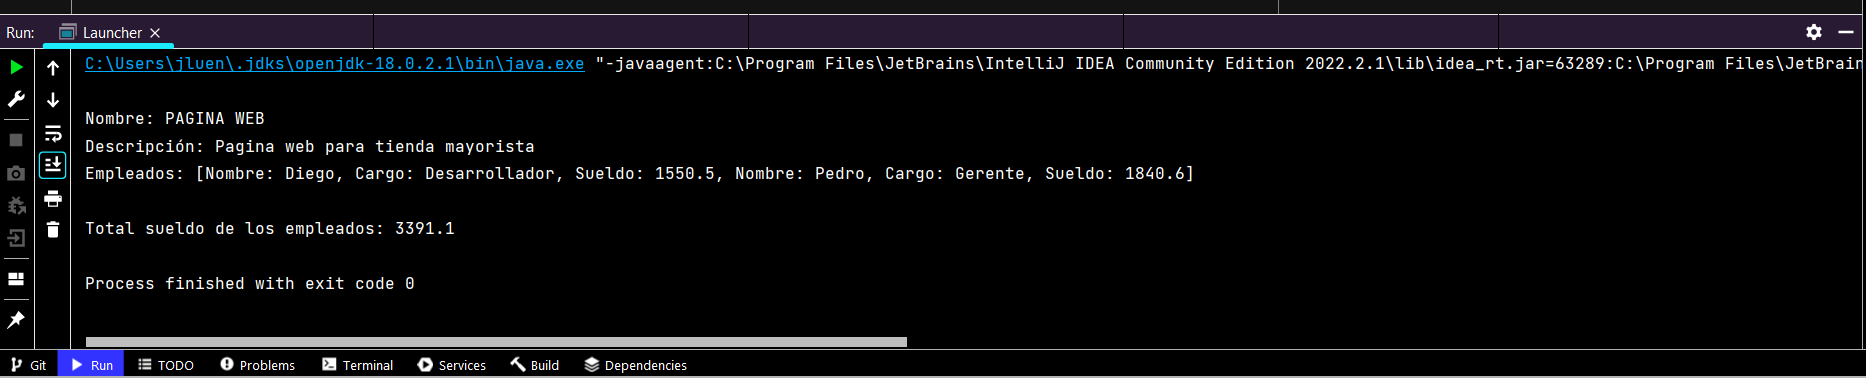 Run: Launcher
C:\Users\jluen\.jdks\openjdk-18.0.2.1\bin\java.exe "-javaagent:C:\Program Files\JetBrains\IntelliJ IDEA Community Edition 2022.2.1\lib\idea_rt.jar=63289:C:\Program Files\JetBrain
Nombre: PAGINA WEB
Descripción: Pagina web para tienda mayorista
Empleados: [Nombre: Diego, Cargo: Desarrollador, Sueldo: 1550.5, Nombre: Pedro, Cargo: Gerente, Sueldo: 1840.6]
Total sueldo de los empleados: 3391.1
Process finished with exit code 0
Git Run TODO Problems Terminal Services Build Dependencies